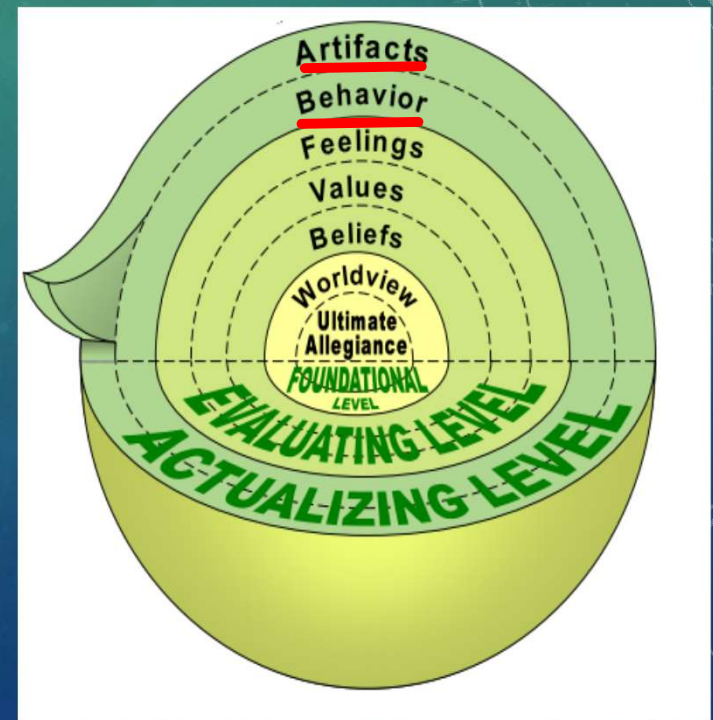 Artifacts
Behavior
Feelings
Values
Beliefs
Worldview
Ultimate
Allegiance
FOUNDATIONAL
LEVEL
EVALUATING LEVEL
ACTUALIZING LEVEL